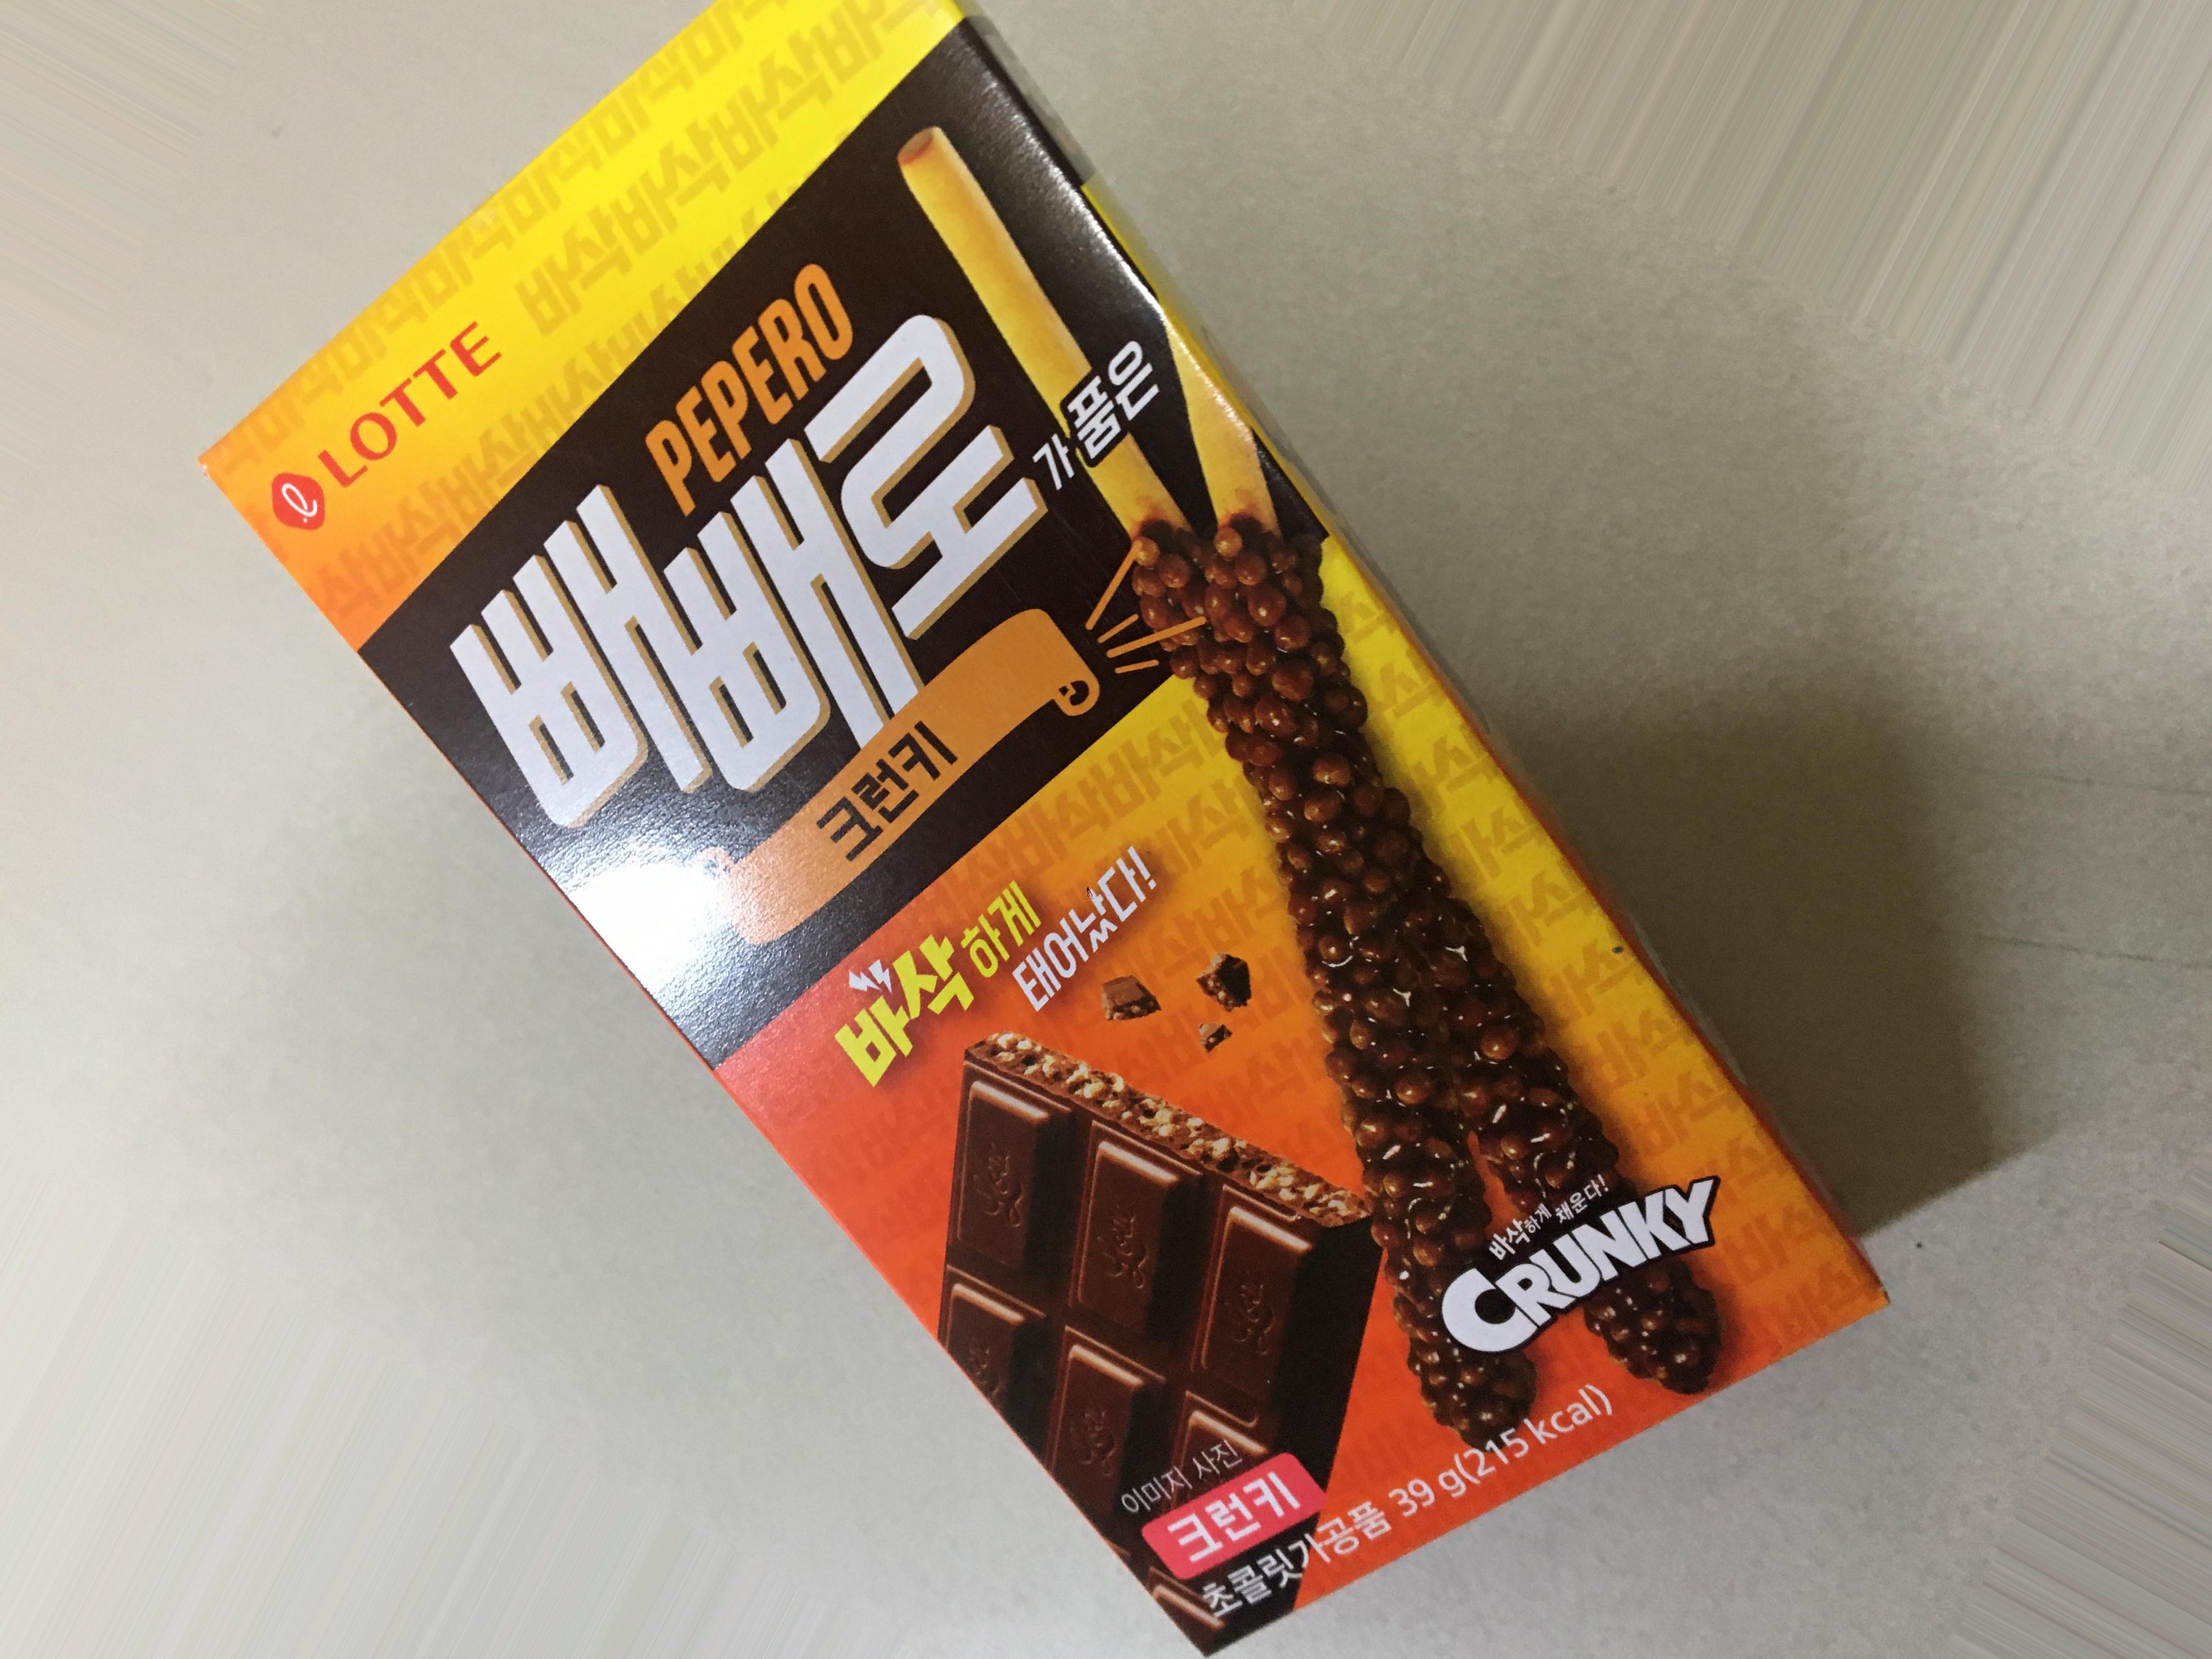 LOTTE
PEPERO
빼빼로가 품은
크런키
바삭하게
태어났다!
바삭하게 채운다!
CRUNKY
이미지 사진
크런키
초콜릿가공품 39 g(215 kcal)